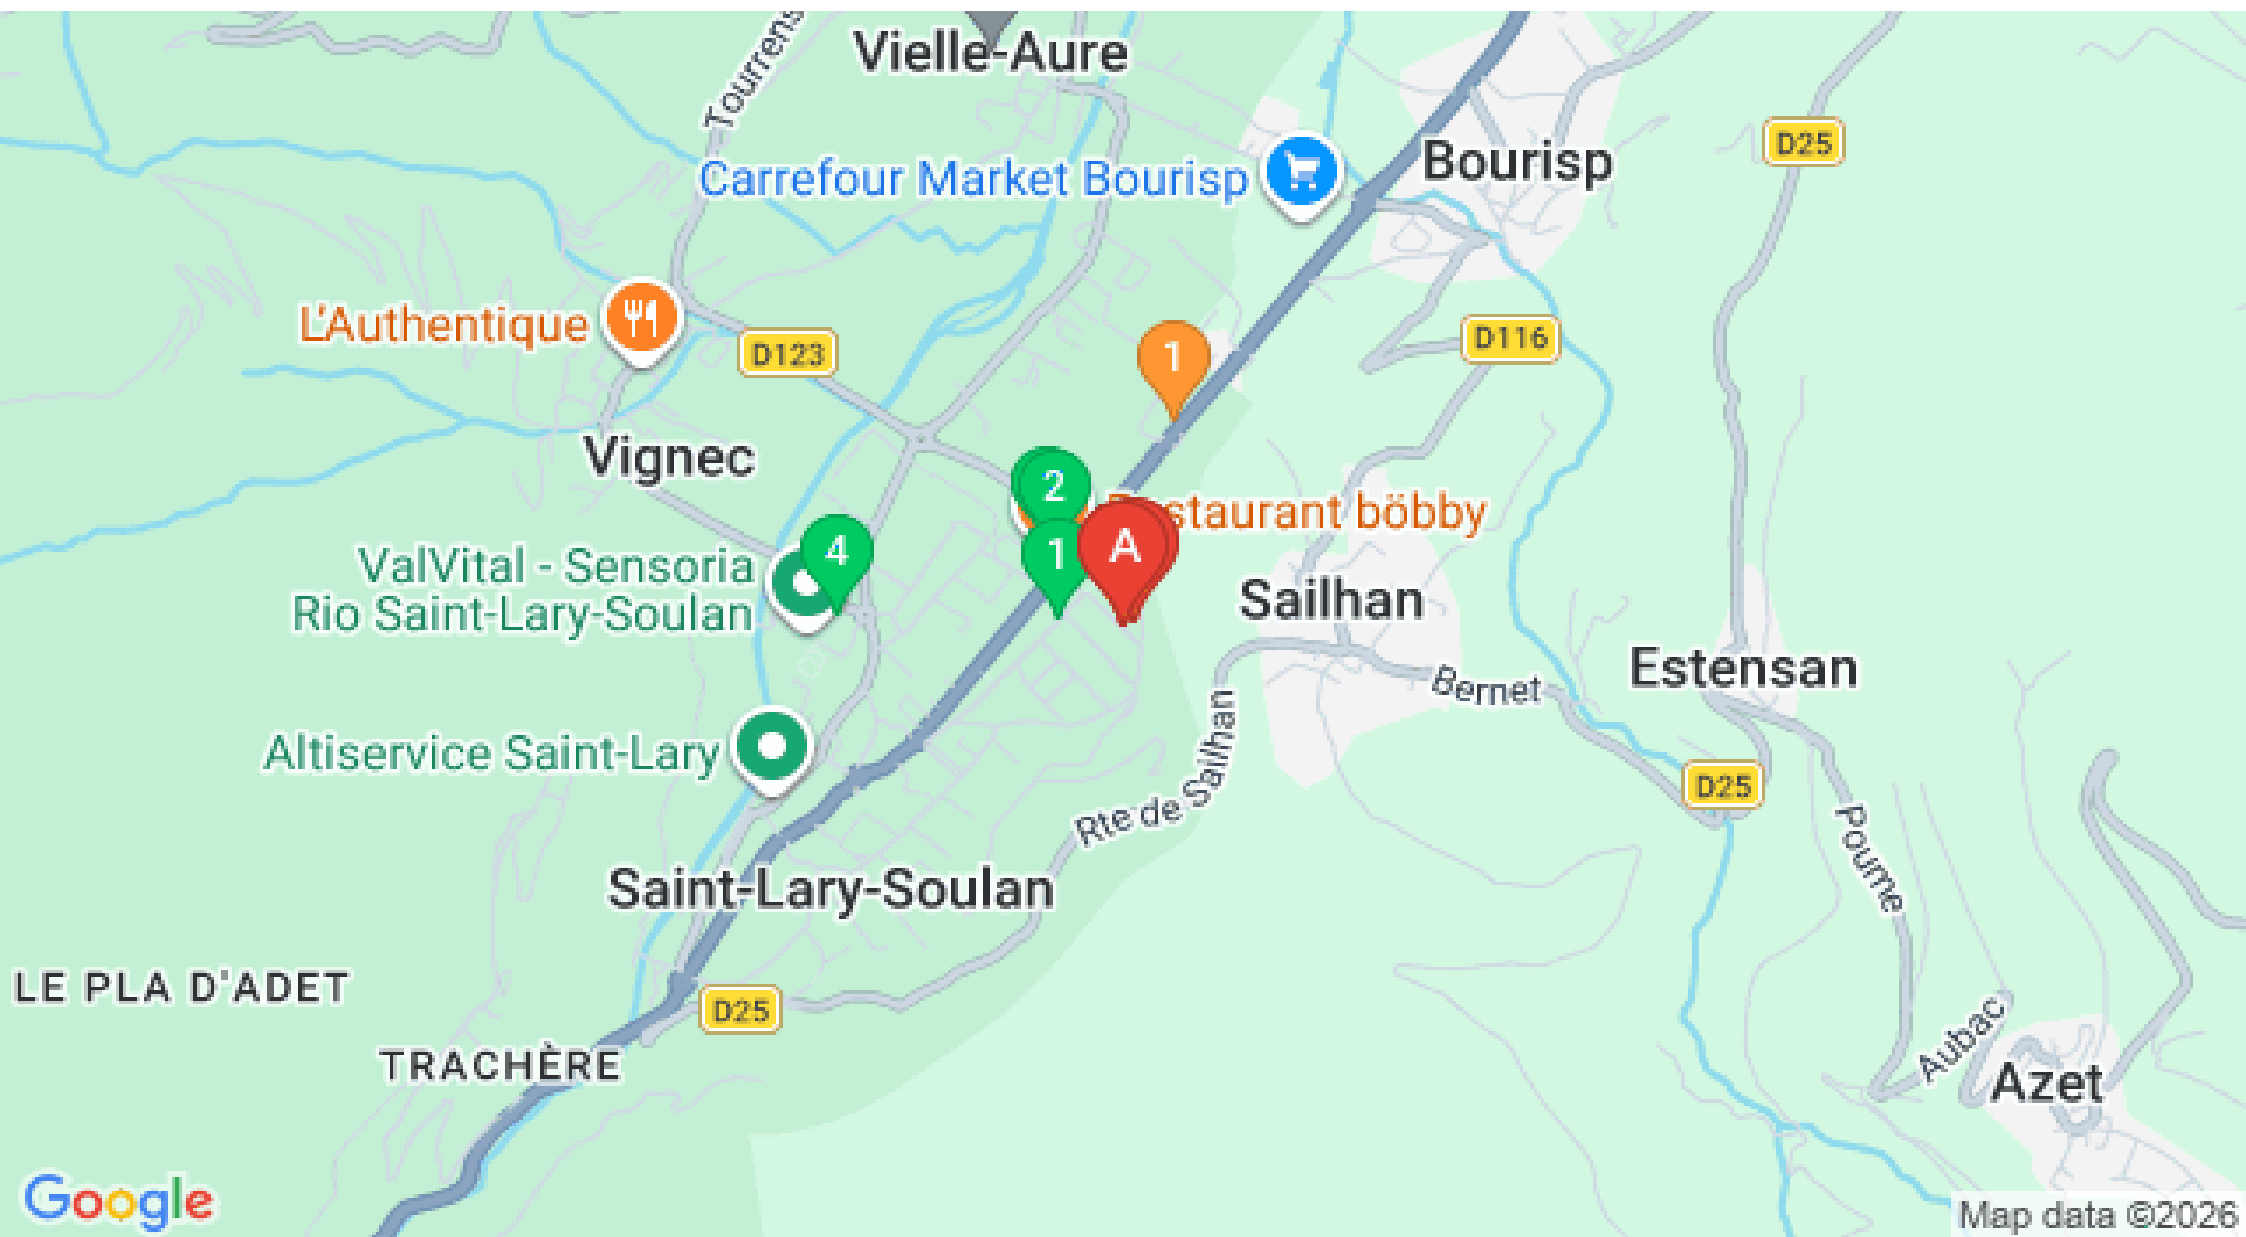 Tourrens
Vielle-Aure
D25
Carrefour Market Bourisp
Bourisp
L'Authentique
D123
1
D116
Vignec
2
staurant böbby
ValVital - Sensoria
Rio Saint-Lary-Soulan
4
1
A
Sailhan
Estensan
Bernet
Altiservice Saint-Lary
Rte de Sailhan
D25
Poume
Saint-Lary-Soulan
LE PLA D'ADET
D25
TRACHÈRE
Aubac
Azet
Google
Map data ©2026